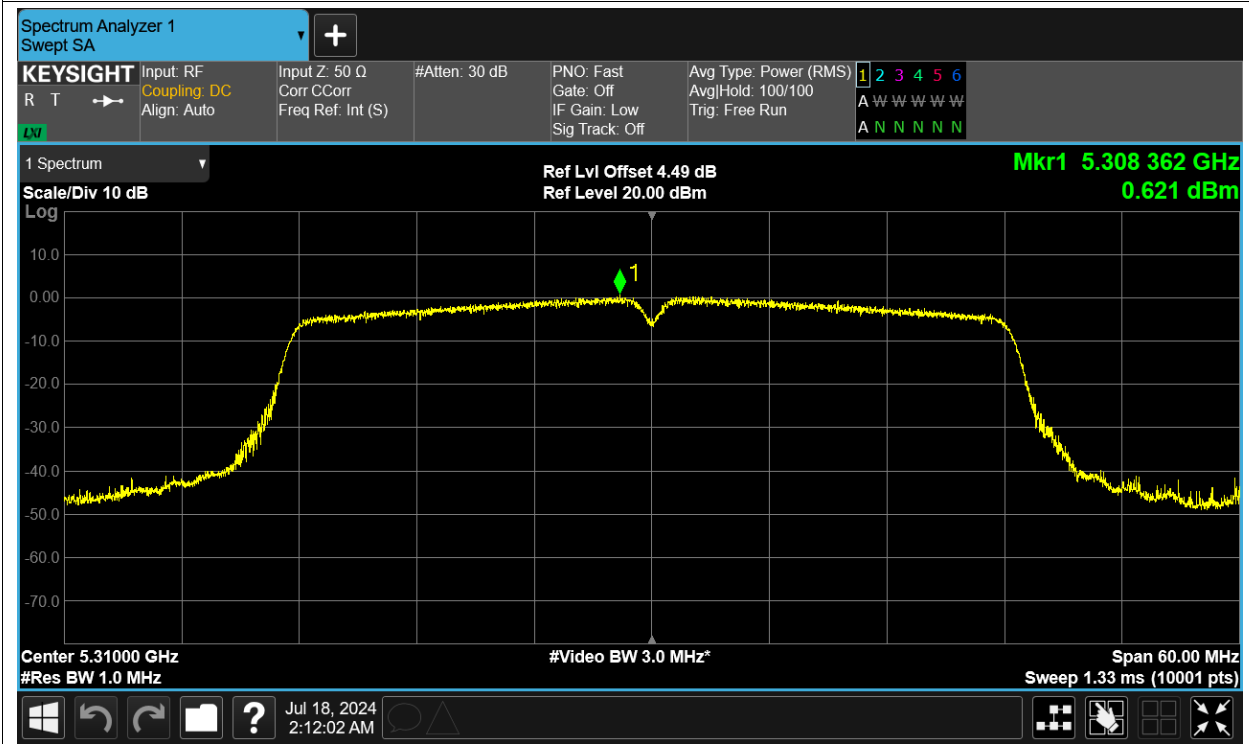 Spectrum Analyzer 1
Swept SA
+
KEYSIGHT
R T
LXI
Input: RF
Coupling: DC
Align: Auto
Input Z: 50 Ω
Corr CCorr
Freq Ref: Int (S)
#Atten: 30 dB
PNO: Fast
Gate: Off
IF Gain: Low
Sig Track: Off
Avg Type: Power (RMS)
Avg|Hold: 100/100
Trig: Free Run
1 2 3 4 5 6
A W W W W W
A N N N N N
1 Spectrum
Scale/Div 10 dB
Log
Ref Lvl Offset 4.49 dB
Ref Level 20.00 dBm
Mkr1 5.308 362 GHz
0.621 dBm
1
10.0
0.00
-10.0
-20.0
-30.0
-40.0
-50.0
-60.0
-70.0
Center 5.31000 GHz
#Res BW 1.0 MHz
#Video BW 3.0 MHz*
Span 60.00 MHz
Sweep 1.33 ms (10001 pts)
?
Jul 18, 2024
2:12:02 AM